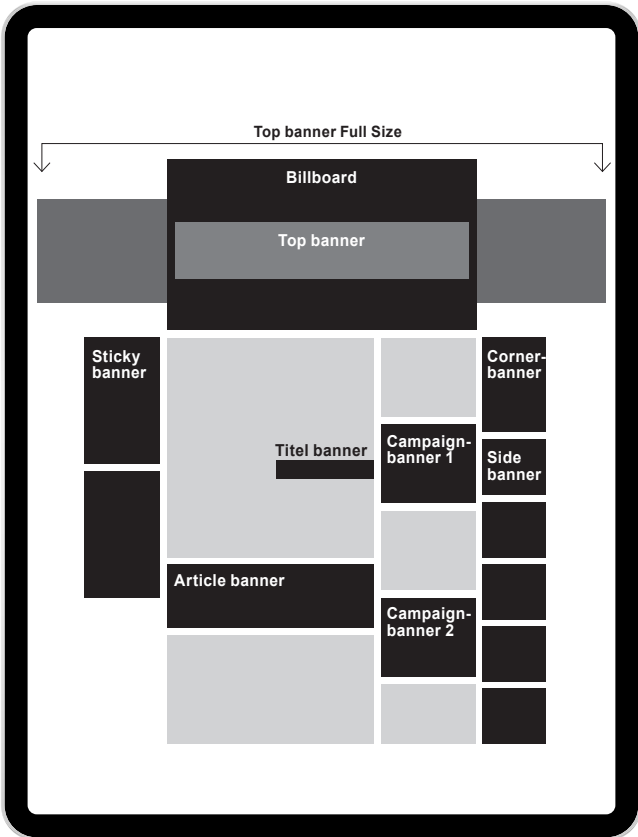 Top banner Full Size
Billboard
Top banner
Sticky
banner
Corner-
banner
Titel banner
Campaign-
banner 1
Side
banner
Article banner
Campaign-
banner 2